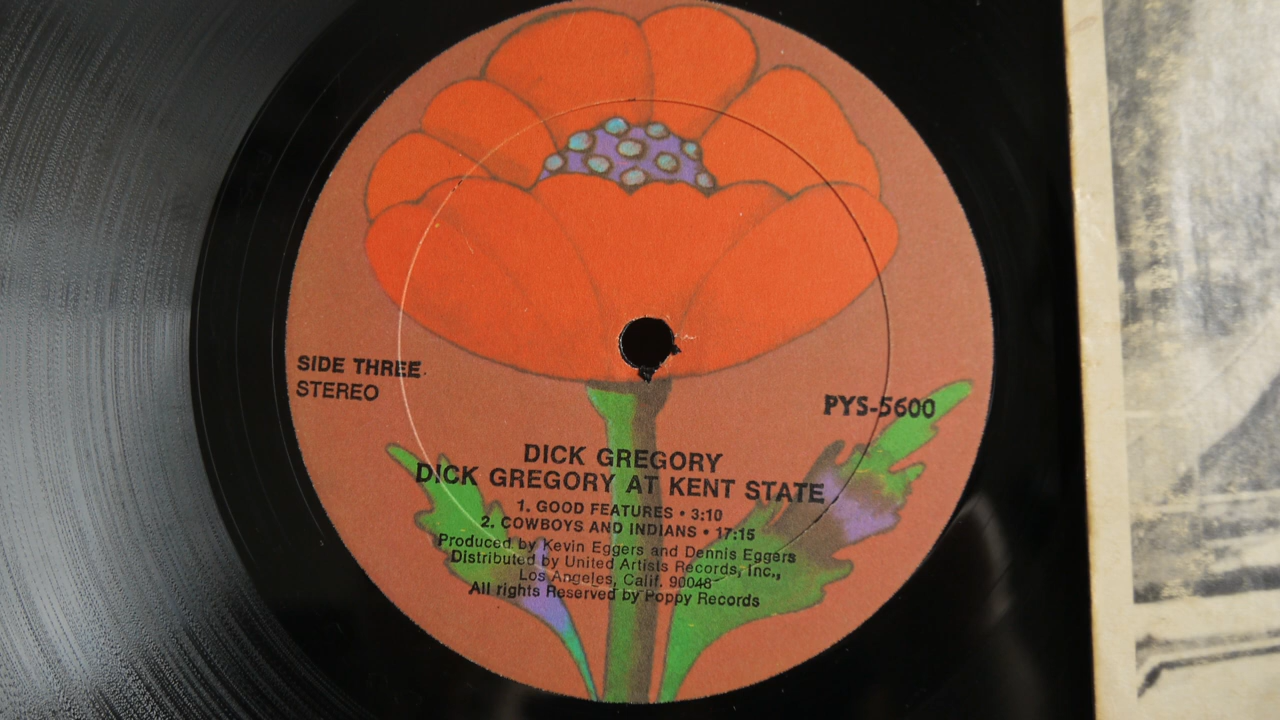 SIDE THREE
STEREO
PYS-5600
DICK GREGORY
DICK GREGORY AT KENT STATE
1. GOOD FEATURES • 3:10
2. COWBOYS AND INDIANS • 17:15
Produced by Kevin Eggers and Dennis Eggers
Distributed by United Artists Records, Inc.,
Los Angeles, Calif. 90048
All rights Reserved by Poppy Records